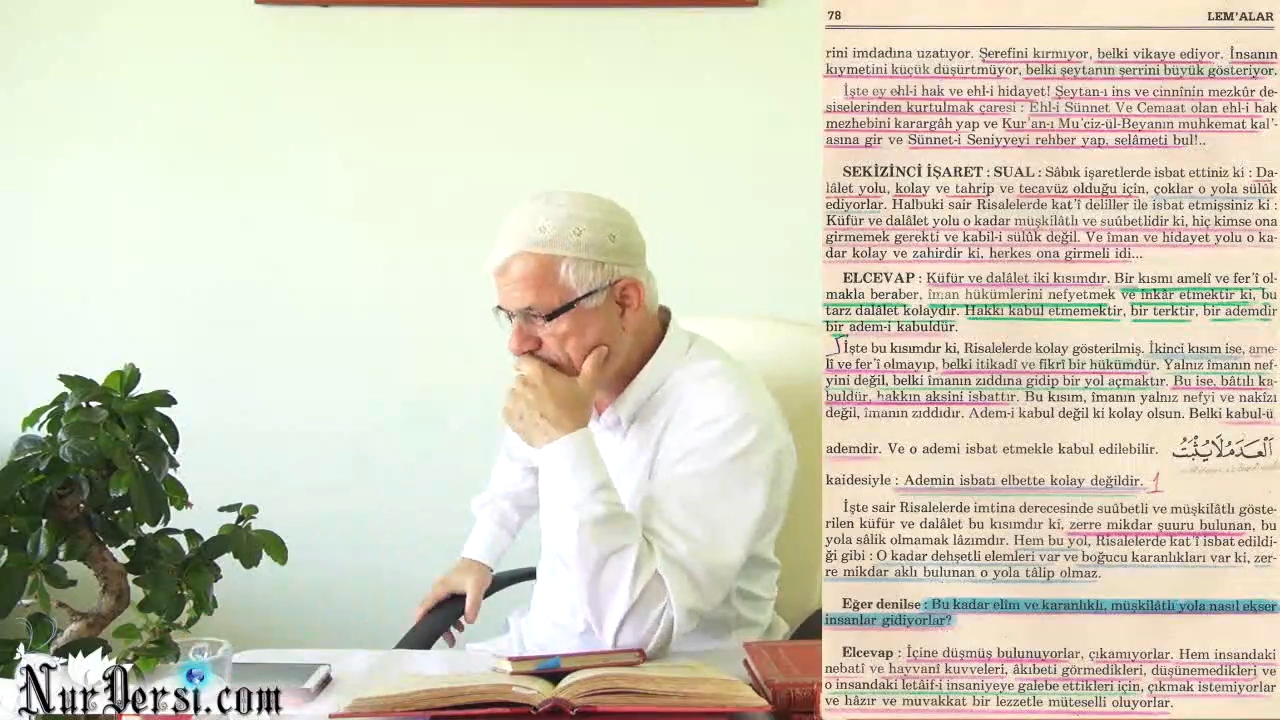 78 LEM'ALAR
rini imdadına uzatıyor. Şerefini kırmıyor, belki vikaye ediyor. İnsanın
kıymetini küçük düşürtmüyor, belki şeytanın şerrini büyük gösteriyor.
İşte ey ehl-i hak ve ehl-i hidayet! Şeytan-ı ins ve cinnînin mezkûr de-
siselerinden kurtulmak çaresi : Ehl-i Sünnet Ve Cemaat olan ehl-i hak
mezhebini karargâh yap ve Kur'an-ı Mu'ciz-ül-Beyanın muhkemat kal'-
asına gir ve Sünnet-i Seniyyeyi rehber yap, selâmeti bul!..
SEKİZİNCİ İŞARET : SUAL : Sâbık işaretlerde isbat ettiniz ki : Da-
lâlet yolu, kolay ve tahrip ve tecavüz olduğu için, çoklar o yola sülûk
ediyorlar. Halbuki sair Risalelerde kat'î deliller ile isbat etmişsiniz ki :
Küfür ve dalâlet yolu o kadar müşkilâtlı ve suûbetlidir ki, hiç kimse ona
girmemek gerekti ve kabil-i sülûk değil. Ve îman ve hidayet yolu o ka-
dar kolay ve zahirdir ki, herkes ona girmeli idi...
ELCEVAP : Küfür ve dalâlet iki kısımdır. Bir kısmı amelî ve fer'î ol-
makla beraber, îman hükümlerini nefyetmek ve inkâr etmektir ki, bu
tarz dalâlet kolaydır. Hakkı kabul etmemektir, bir terktir, bir ademdir
bir adem-i kabuldür.
İşte bu kısımdır ki, Risalelerde kolay gösterilmiş. İkinci kısım ise, ame-
lî ve fer'î olmayıp, belki itikadî ve fikrî bir hükümdür. Yalnız îmanın nef-
yini değil, belki îmanın zıddına gidip bir yol açmaktır. Bu ise, bâtılı ka-
buldür, hakkın aksini isbattır. Bu kısım, îmanın yalnız nefyi ve nakîzı
değil, îmanın zıddıdır. Adem-i kabul değil ki kolay olsun. Belki kabul-ü
ademdir. Ve o ademi isbat etmekle kabul edilebilir. اَلْعَدَمُ لَا يُثْبَتُ
kaidesiyle : Ademin isbatı elbette kolay değildir. 1
İşte sair Risalelerde imtina derecesinde suûbetli ve müşkilâtlı göste-
rilen küfür ve dalâlet bu kısımdır ki, zerre mikdar şuuru bulunan, bu
yola sâlik olmamak lâzımdır. Hem bu yol, Risalelerde kat'î isbat edildi-
ği gibi : O kadar dehşetli elemleri var ve boğucu karanlıkları var ki, zer-
re mikdar aklı bulunan o yola tâlip olmaz.
Eğer denilse : Bu kadar elîm ve karanlıklı, müşkilâtlı yola nasıl ekser
insanlar gidiyorlar?
Elcevap : İçine düşmüş bulunuyorlar, çıkamıyorlar. Hem insandaki
nebatî ve hayvanî kuvveleri, âkıbeti görmedikleri, düşünemedikleri ve
o insandaki letâif-i insaniyeye galebe ettikleri için, çıkmak istemiyorlar
ve hâzır ve muvakkat bir lezzetle müteselli oluyorlar.
NurDersi.com